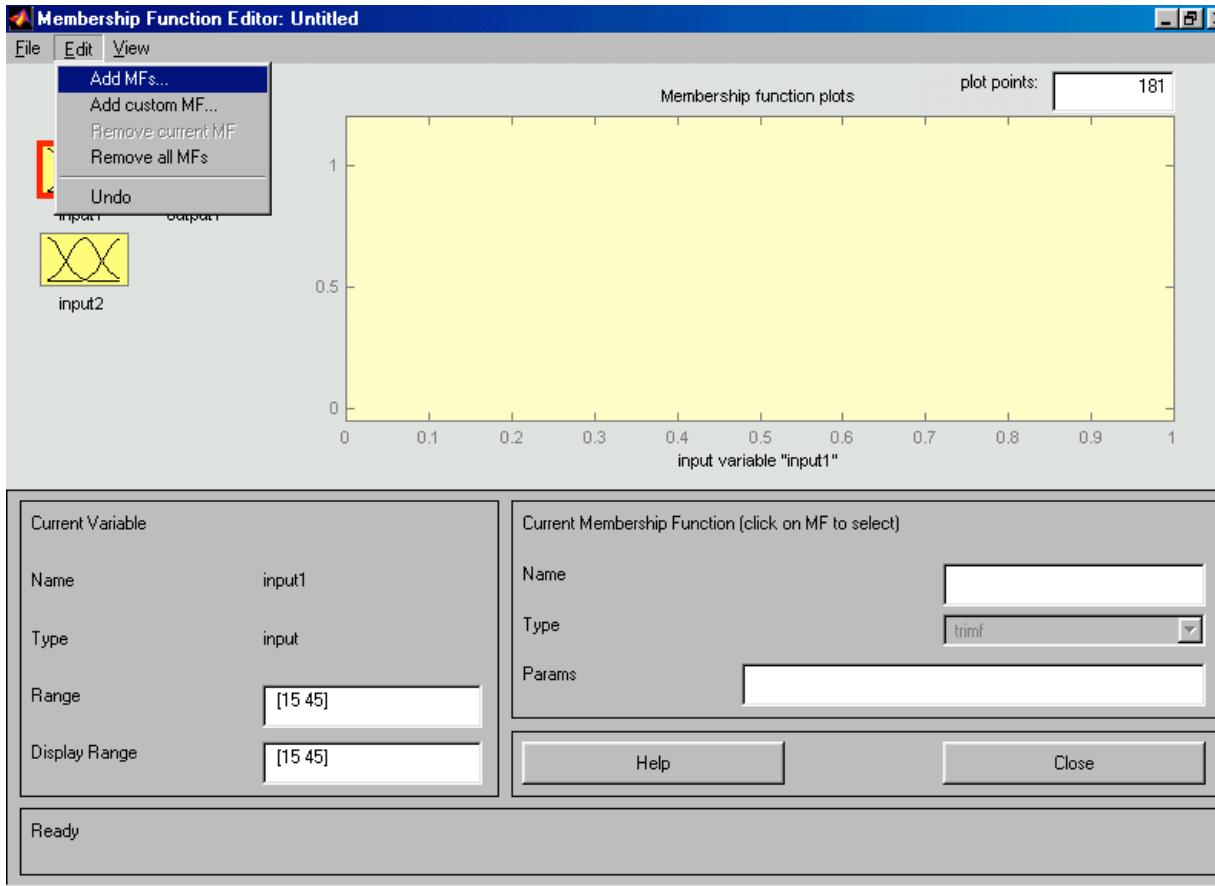 Membership Function Editor: Untitled
File Edit View
Add MFs...
Add custom MF...
Remove current MF
Remove all MFs
Undo
input1 output1
input2
Membership function plots
plot points: 181
1
0.5
0
0 0.1 0.2 0.3 0.4 0.5 0.6 0.7 0.8 0.9 1
input variable "input1"
Current Variable
Name input1
Type input
Range [15 45]
Display Range [15 45]
Current Membership Function (click on MF to select)
Name
Type trimf
Params
Help Close
Ready